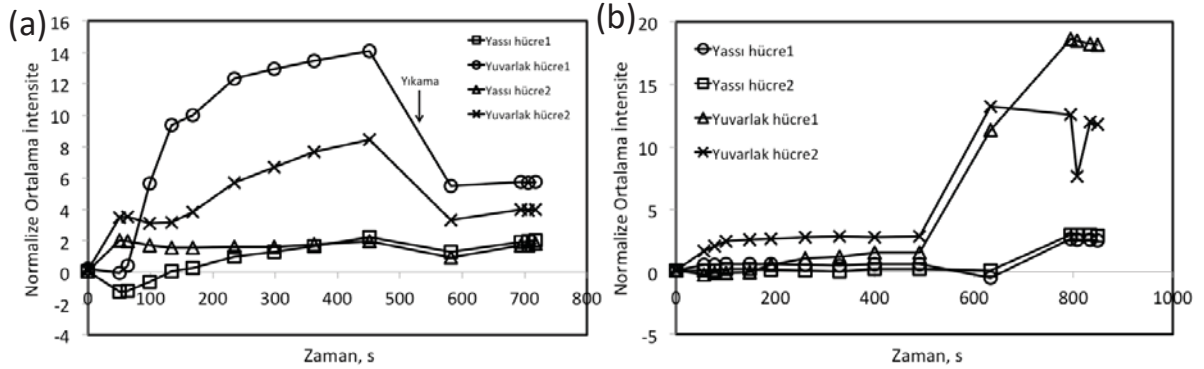 (a)
Normalize Ortalama İntensite
16
14
12
10
8
6
4
2
0
-2
-4
0
100
200
300
400
500
600
700
800
Zaman, s
Yassı hücre1
Yuvarlak hücre1
Yassı hücre2
Yuvarlak hücre2
Yıkama
(b)
Normalize Ortalama İntensite
20
15
10
5
0
-5
0
200
400
600
800
1000
Zaman, s
Yassı hücre1
Yassı hücre2
Yuvarlak hücre1
Yuvarlak hücre2